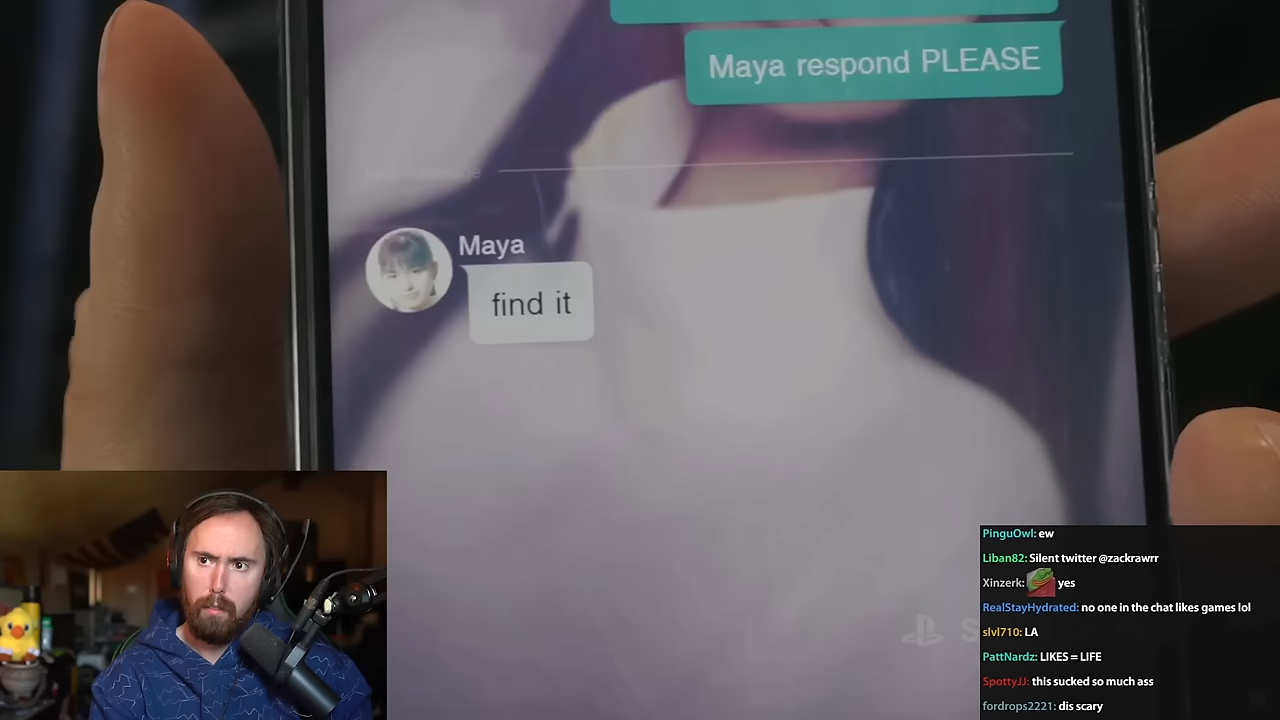 Maya respond PLEASE
Maya
find it
PinguOwl: ew
Liban82: Silent twitter @zackrawrr
Xinzerk: yes
RealStayHydrated: no one in the chat likes games lol
slvl710: LA
PattNardz: LIKES = LIFE
SpottyJJ: this sucked so much ass
fordrops2221: dis scary